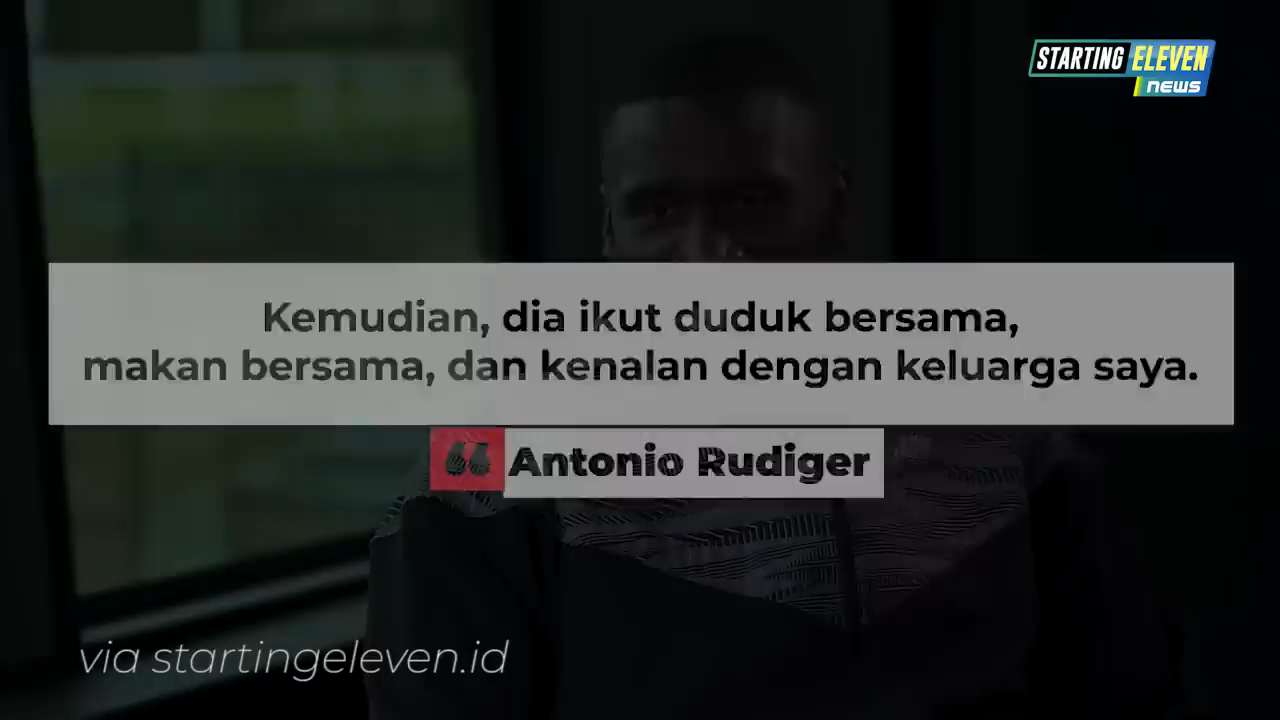 STARTING ELEVEN
news
Kemudian, dia ikut duduk bersama,
makan bersama, dan kenalan dengan keluarga saya.
“ Antonio Rudiger
via startingeleven.id